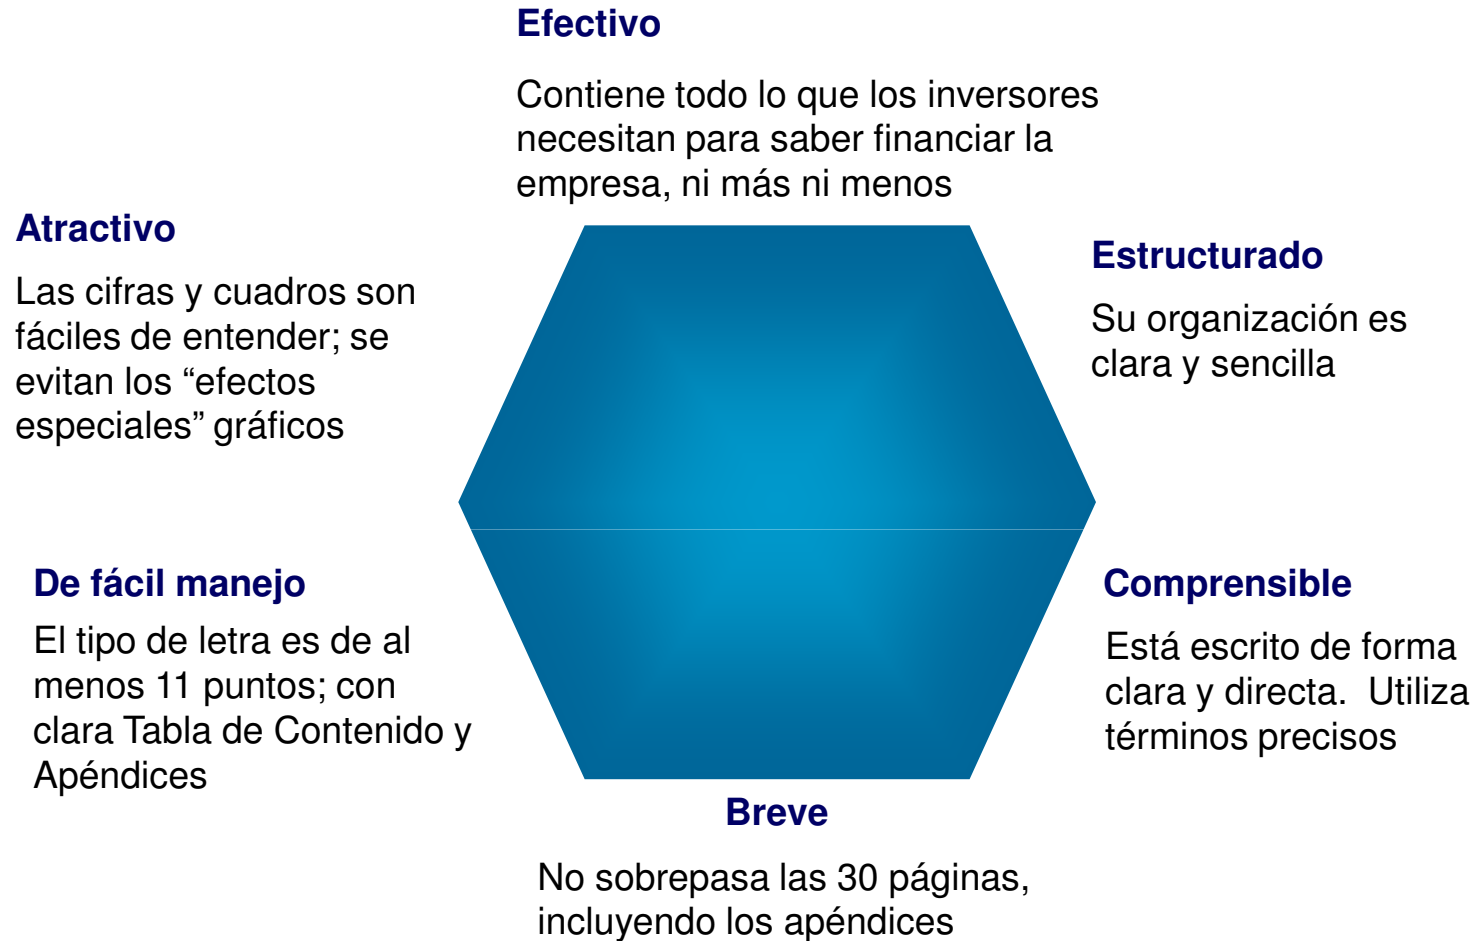 Efectivo
Contiene todo lo que los inversores
necesitan para saber financiar la
empresa, ni más ni menos
Atractivo
Las cifras y cuadros son
fáciles de entender; se
evitan los “efectos
especiales” gráficos
Estructurado
Su organización es
clara y sencilla
De fácil manejo
El tipo de letra es de al
menos 11 puntos; con
clara Tabla de Contenido y
Apéndices
Comprensible
Está escrito de forma
clara y directa.  Utiliza
términos precisos
Breve
No sobrepasa las 30 páginas,
incluyendo los apéndices